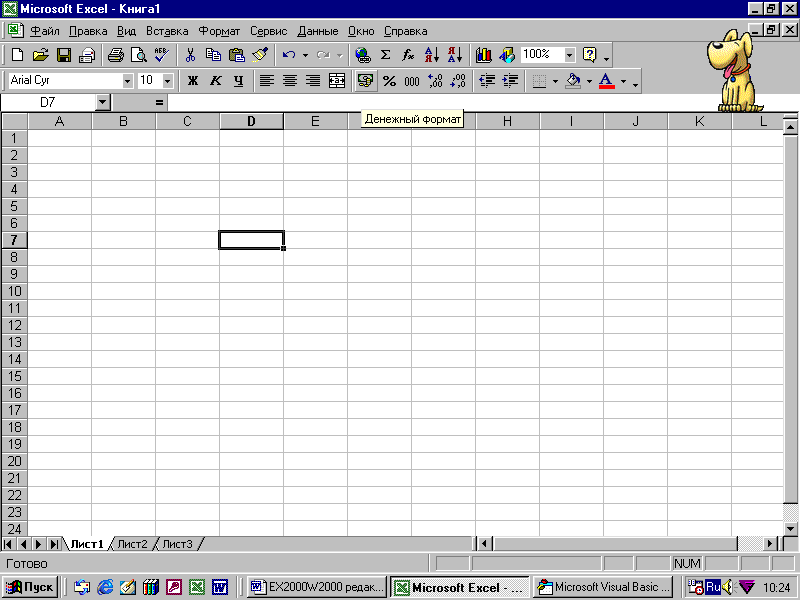 Microsoft Excel - Книга1
Файл Правка Вид Вставка Формат Сервис Данные Окно Справка
100%
Arial Cyr 10 Ж К Ч % 000
D7 =
Денежный формат
A B C D E H I J K L
1
2
3
4
5
6
7
8
9
10
11
12
13
14
15
16
17
18
19
20
21
22
23
24
Лист1 Лист2 Лист3
Готово NUM
Пуск EX2000W2000 редак... Microsoft Excel - ... Microsoft Visual Basic ... Ru 10:24